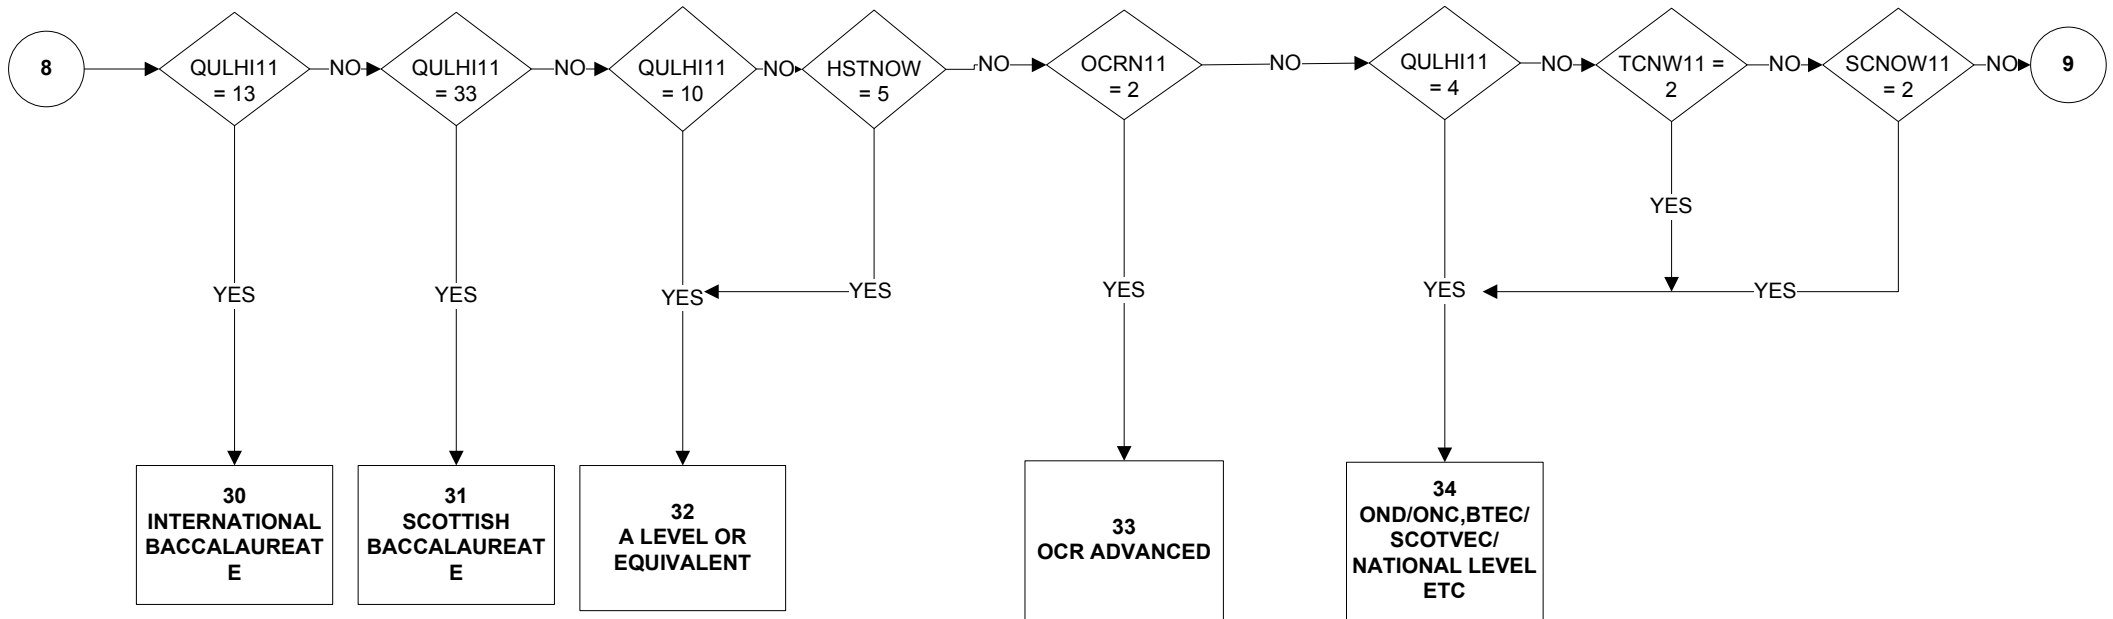 8
QULHI11
= 13
NO
QULHI11
= 33
NO
QULHI11
= 10
NO
HSTNOW
= 5
NO
OCRN11
= 2
NO
QULHI11
= 4
NO
TCNW11 =
2
NO
SCNOW11
= 2
NO
9
YES
YES
YES
YES
YES
YES
YES
YES
30
INTERNATIONAL
BACCALAUREAT
E
31
SCOTTISH
BACCALAUREAT
E
32
A LEVEL OR
EQUIVALENT
33
OCR ADVANCED
34
OND/ONC,BTEC/
SCOTVEC/
NATIONAL LEVEL
ETC